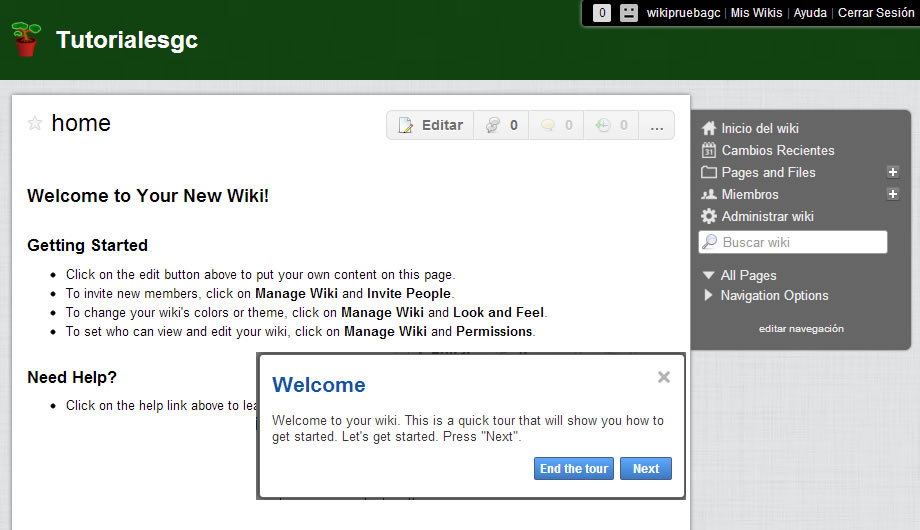 0 wikipruebagc | Mis Wikis | Ayuda | Cerrar Sesión
Tutorialesgc
home
Editar 0 0 0 ...
Welcome to Your New Wiki!
Getting Started
Click on the edit button above to put your own content on this page.
To invite new members, click on Manage Wiki and Invite People.
To change your wiki's colors or theme, click on Manage Wiki and Look and Feel.
To set who can view and edit your wiki, click on Manage Wiki and Permissions.
Need Help?
Click on the help link above to
Welcome
Welcome to your wiki. This is a quick tour that will show you how to
get started. Let's get started. Press "Next".
End the tour Next
Inicio del wiki
31 Cambios Recientes
Pages and Files
Miembros
Administrar wiki
Buscar wiki
All Pages
Navigation Options
editar navegación